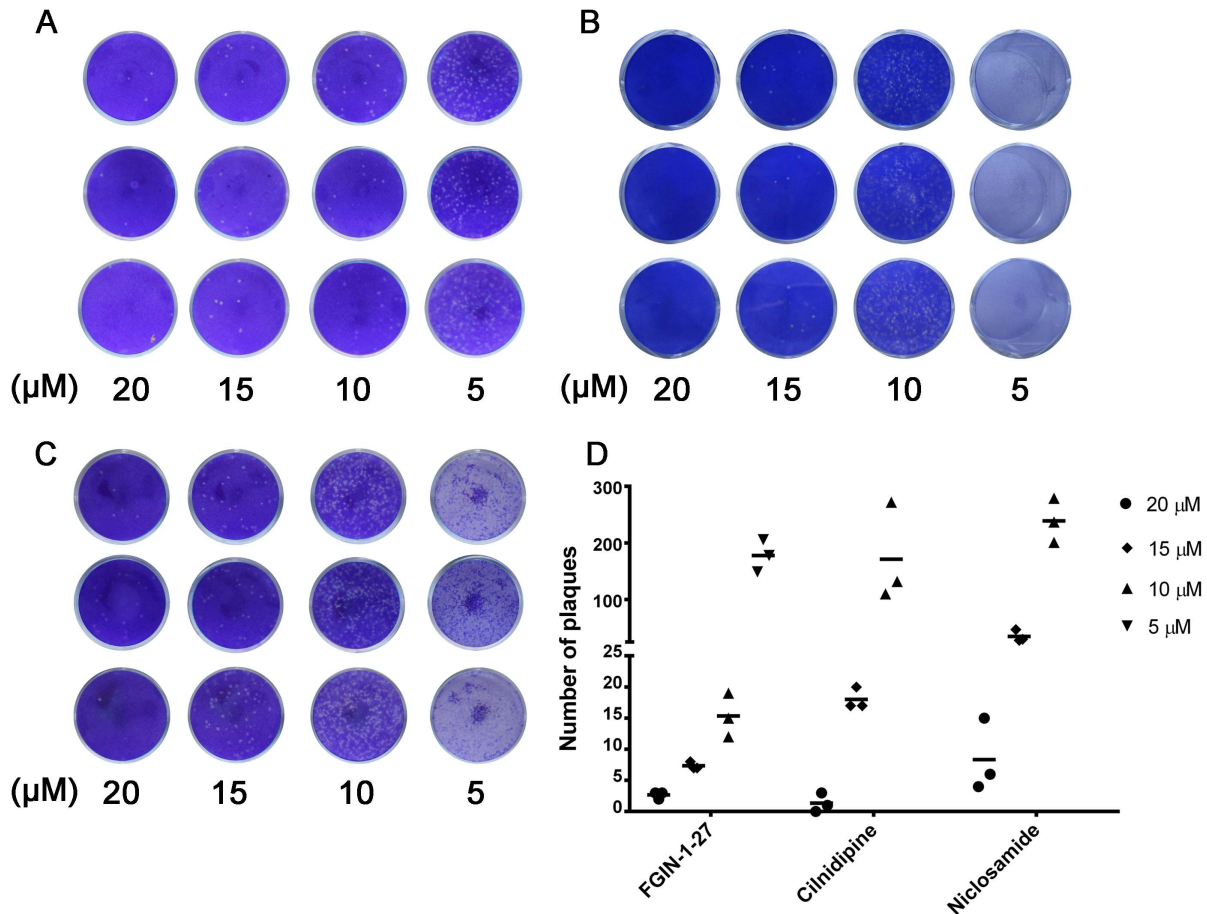 A
B
(µM) 20 15 10 5
(µM) 20 15 10 5
C
(µM) 20 15 10 5
D
Number of plaques
300
200
100
25
20
15
10
5
0
FGIN-1-27
Cilnidipine
Niclosamide
20 µM
15 µM
10 µM
5 µM